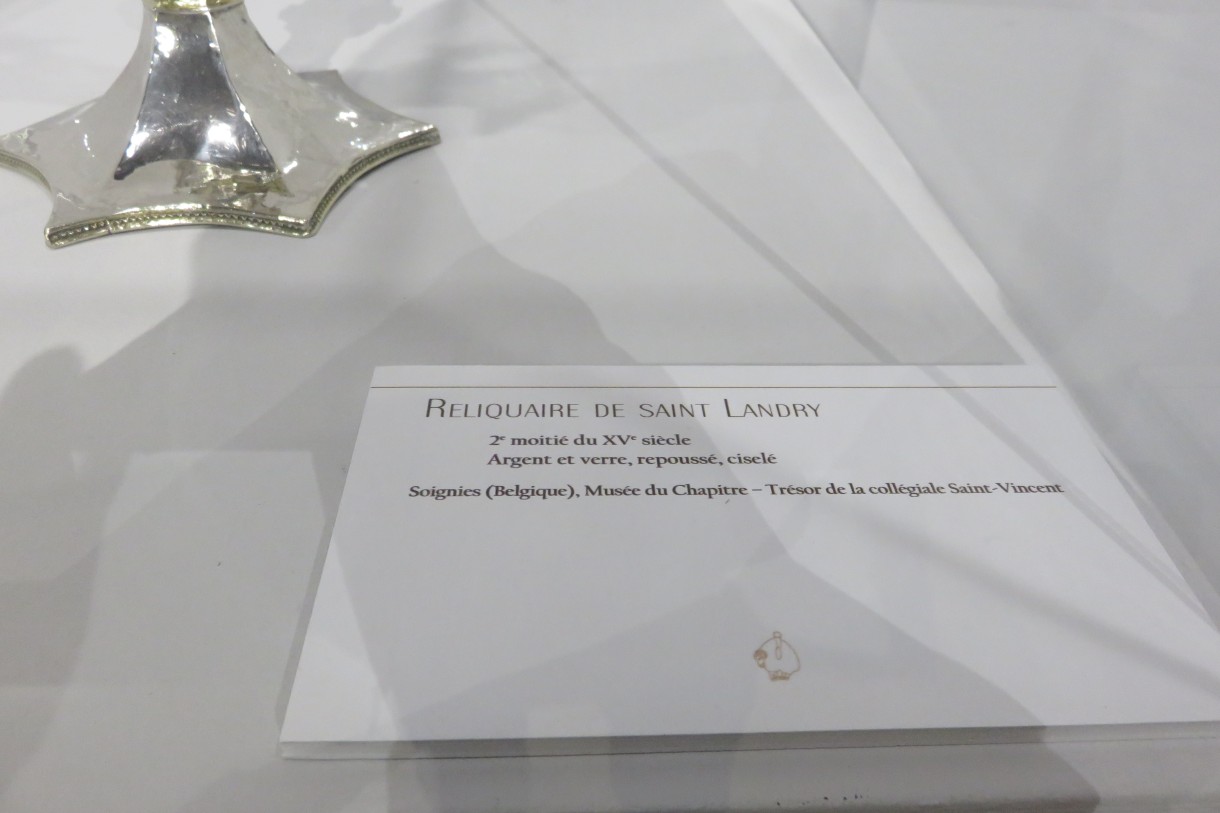 Reliquaire de saint Landry
2e moitié du XVe siècle
Argent et verre, repoussé, ciselé
Soignies (Belgique), Musée du Chapitre – Trésor de la collégiale Saint-Vincent